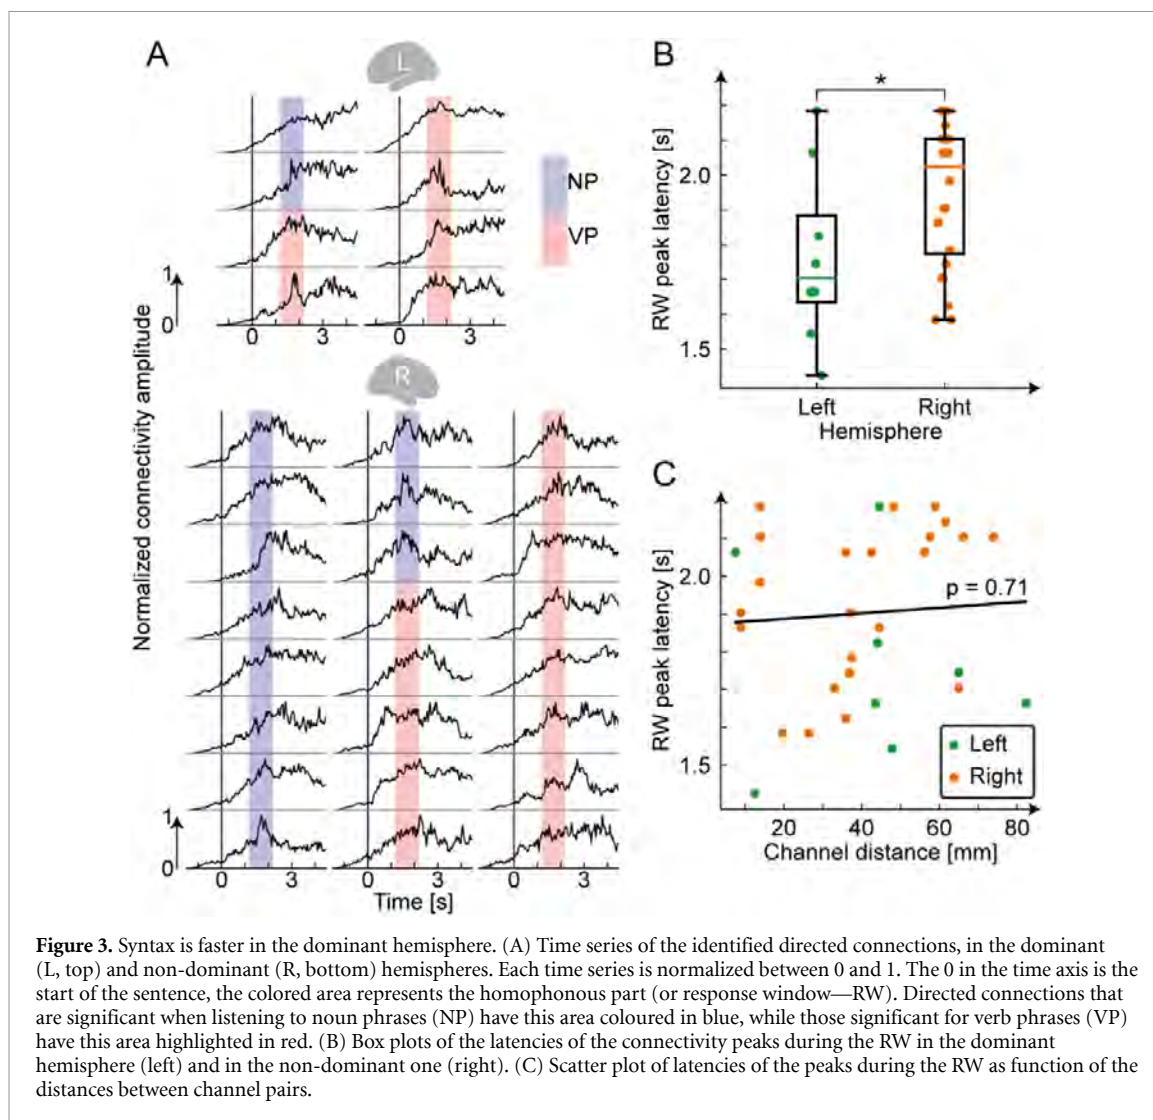 A
L
NP
VP
1
0
0 3
0 3
Normalized connectivity amplitude
R
1
0
0 3
0 3
0 3
Time [s]
B
RW peak latency [s]
*
2.0
1.5
Left Right
Hemisphere
C
RW peak latency [s]
2.0
1.5
p = 0.71
Left
Right
20 40 60 80
Channel distance [mm]
Figure 3. Syntax is faster in the dominant hemisphere. (A) Time series of the identified directed connections, in the dominant
(L, top) and non-dominant (R, bottom) hemispheres. Each time series is normalized between 0 and 1. The 0 in the time axis is the
start of the sentence, the colored area represents the homophonous part (or response window—RW). Directed connections that
are significant when listening to noun phrases (NP) have this area coloured in blue, while those significant for verb phrases (VP)
have this area highlighted in red. (B) Box plots of the latencies of the connectivity peaks during the RW in the dominant
hemisphere (left) and in the non-dominant one (right). (C) Scatter plot of latencies of the peaks during the RW as function of the
distances between channel pairs.